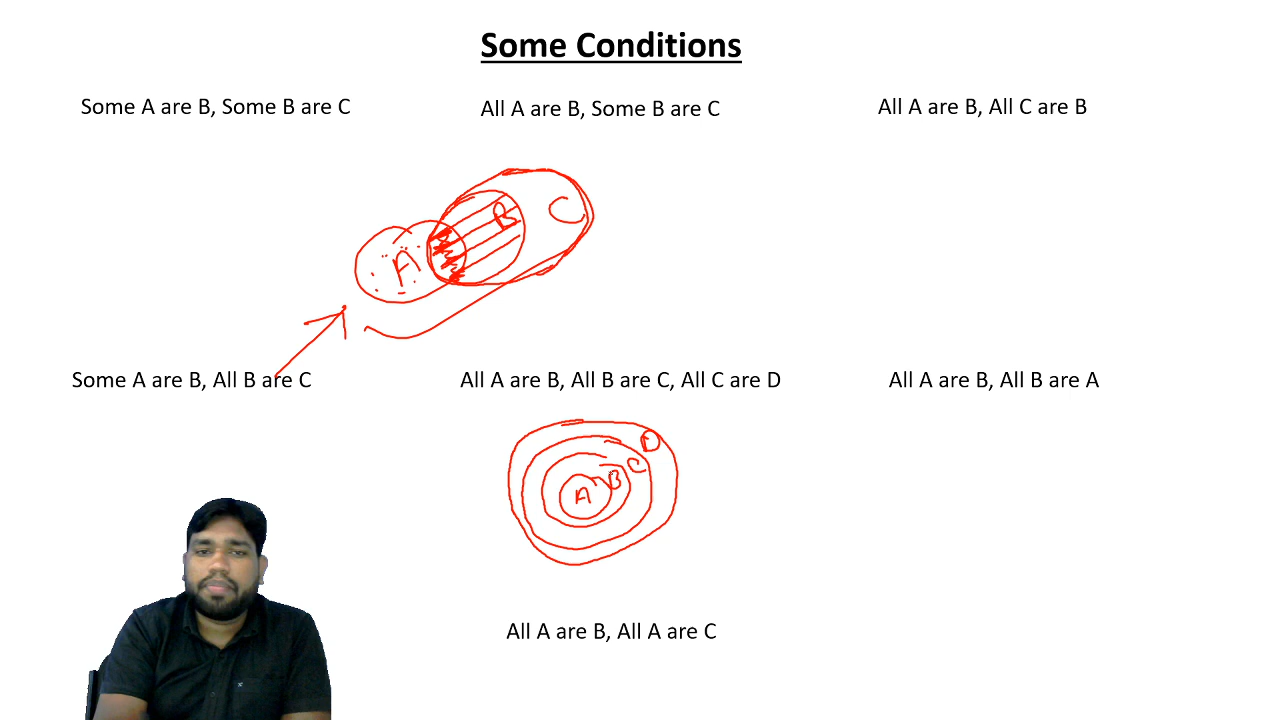 Some Conditions
Some A are B, Some B are C
All A are B, Some B are C
All A are B, All C are B
A
B
C
Some A are B, All B are C
All A are B, All B are C, All C are D
All A are B, All B are A
A
B
C
D
All A are B, All A are C